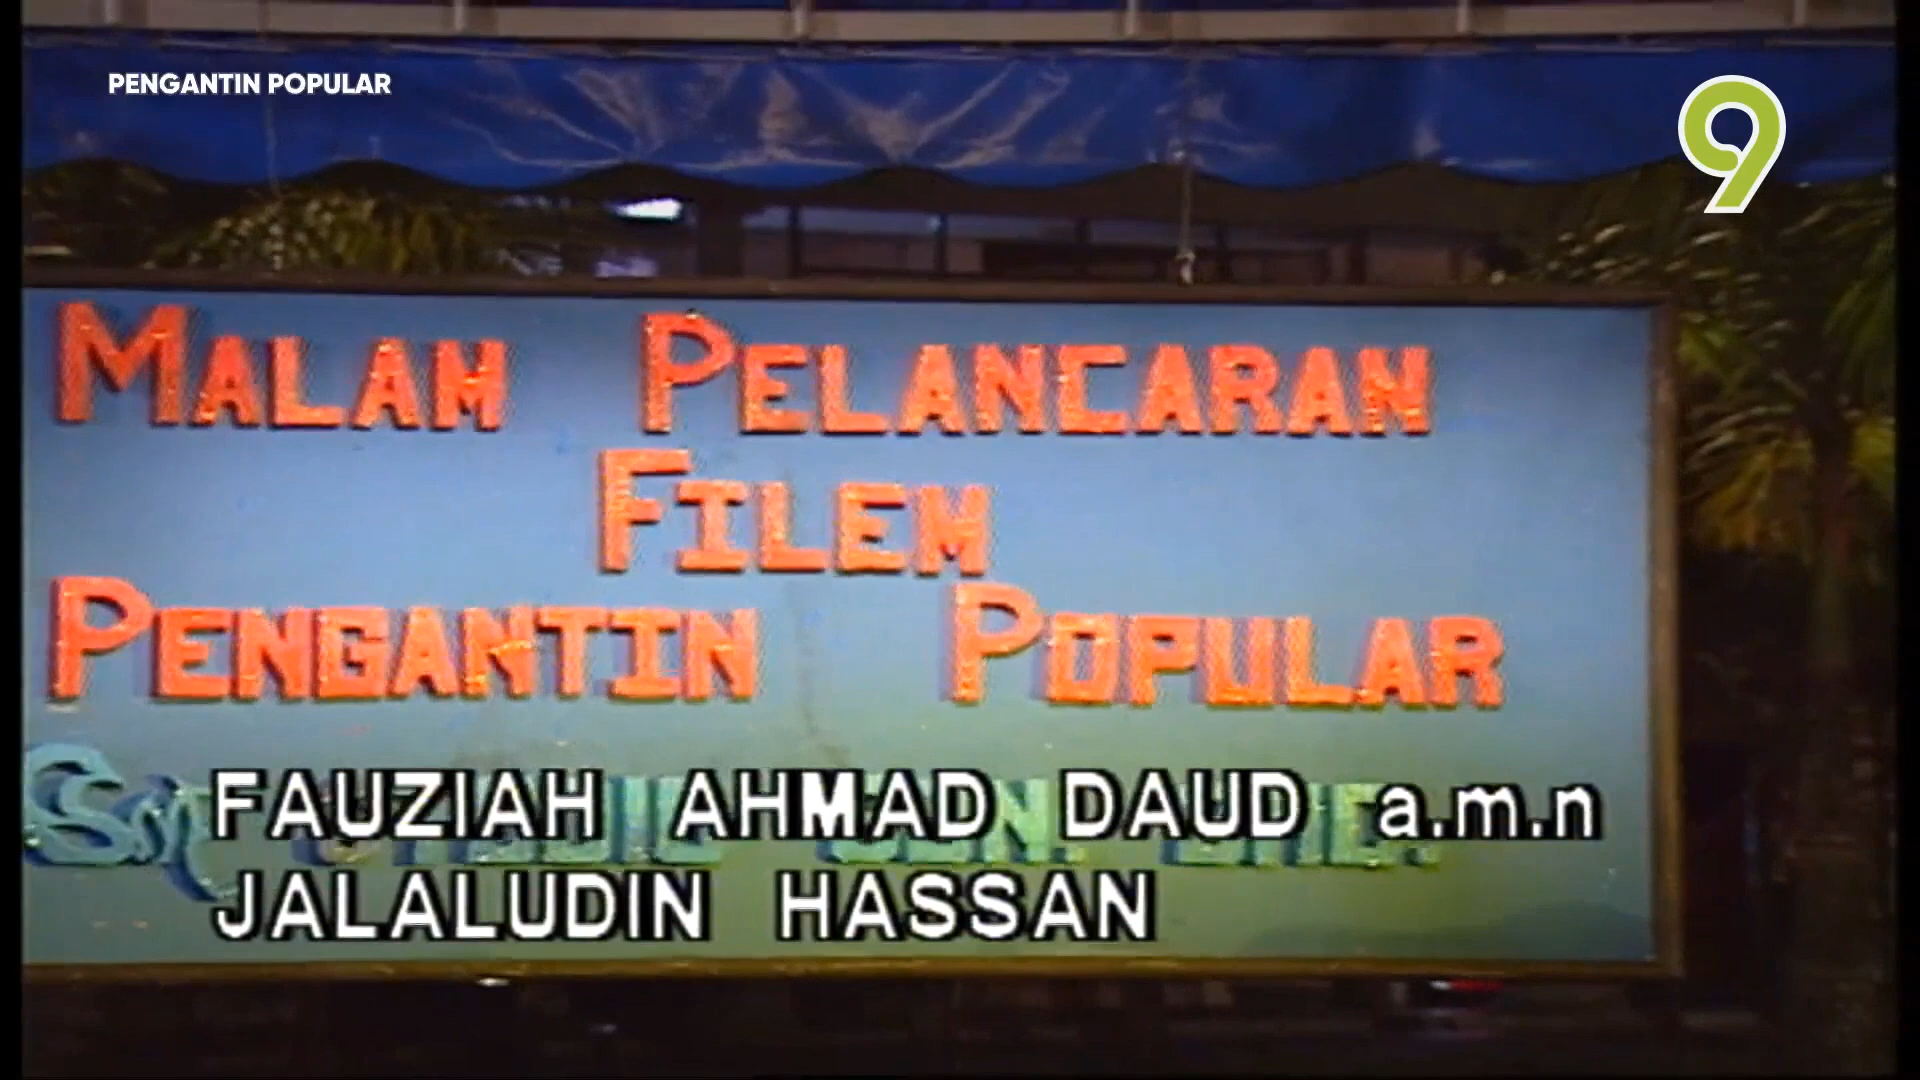 PENGANTIN POPULAR
9
MALAM PELANCARAN
FILEM
PENGANTIN POPULAR
FAUZIAH AHMAD DAUD a.m.n
JALALUDIN HASSAN